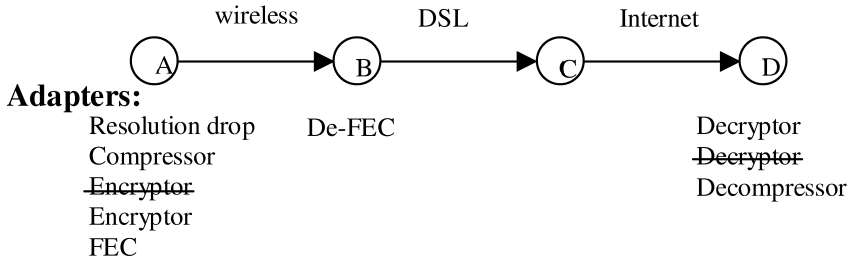 wireless DSL Internet
A B C D
Adapters:
Resolution drop De-FEC Decryptor
Compressor Decryptor
Encryptor Decompressor
Encryptor
FEC